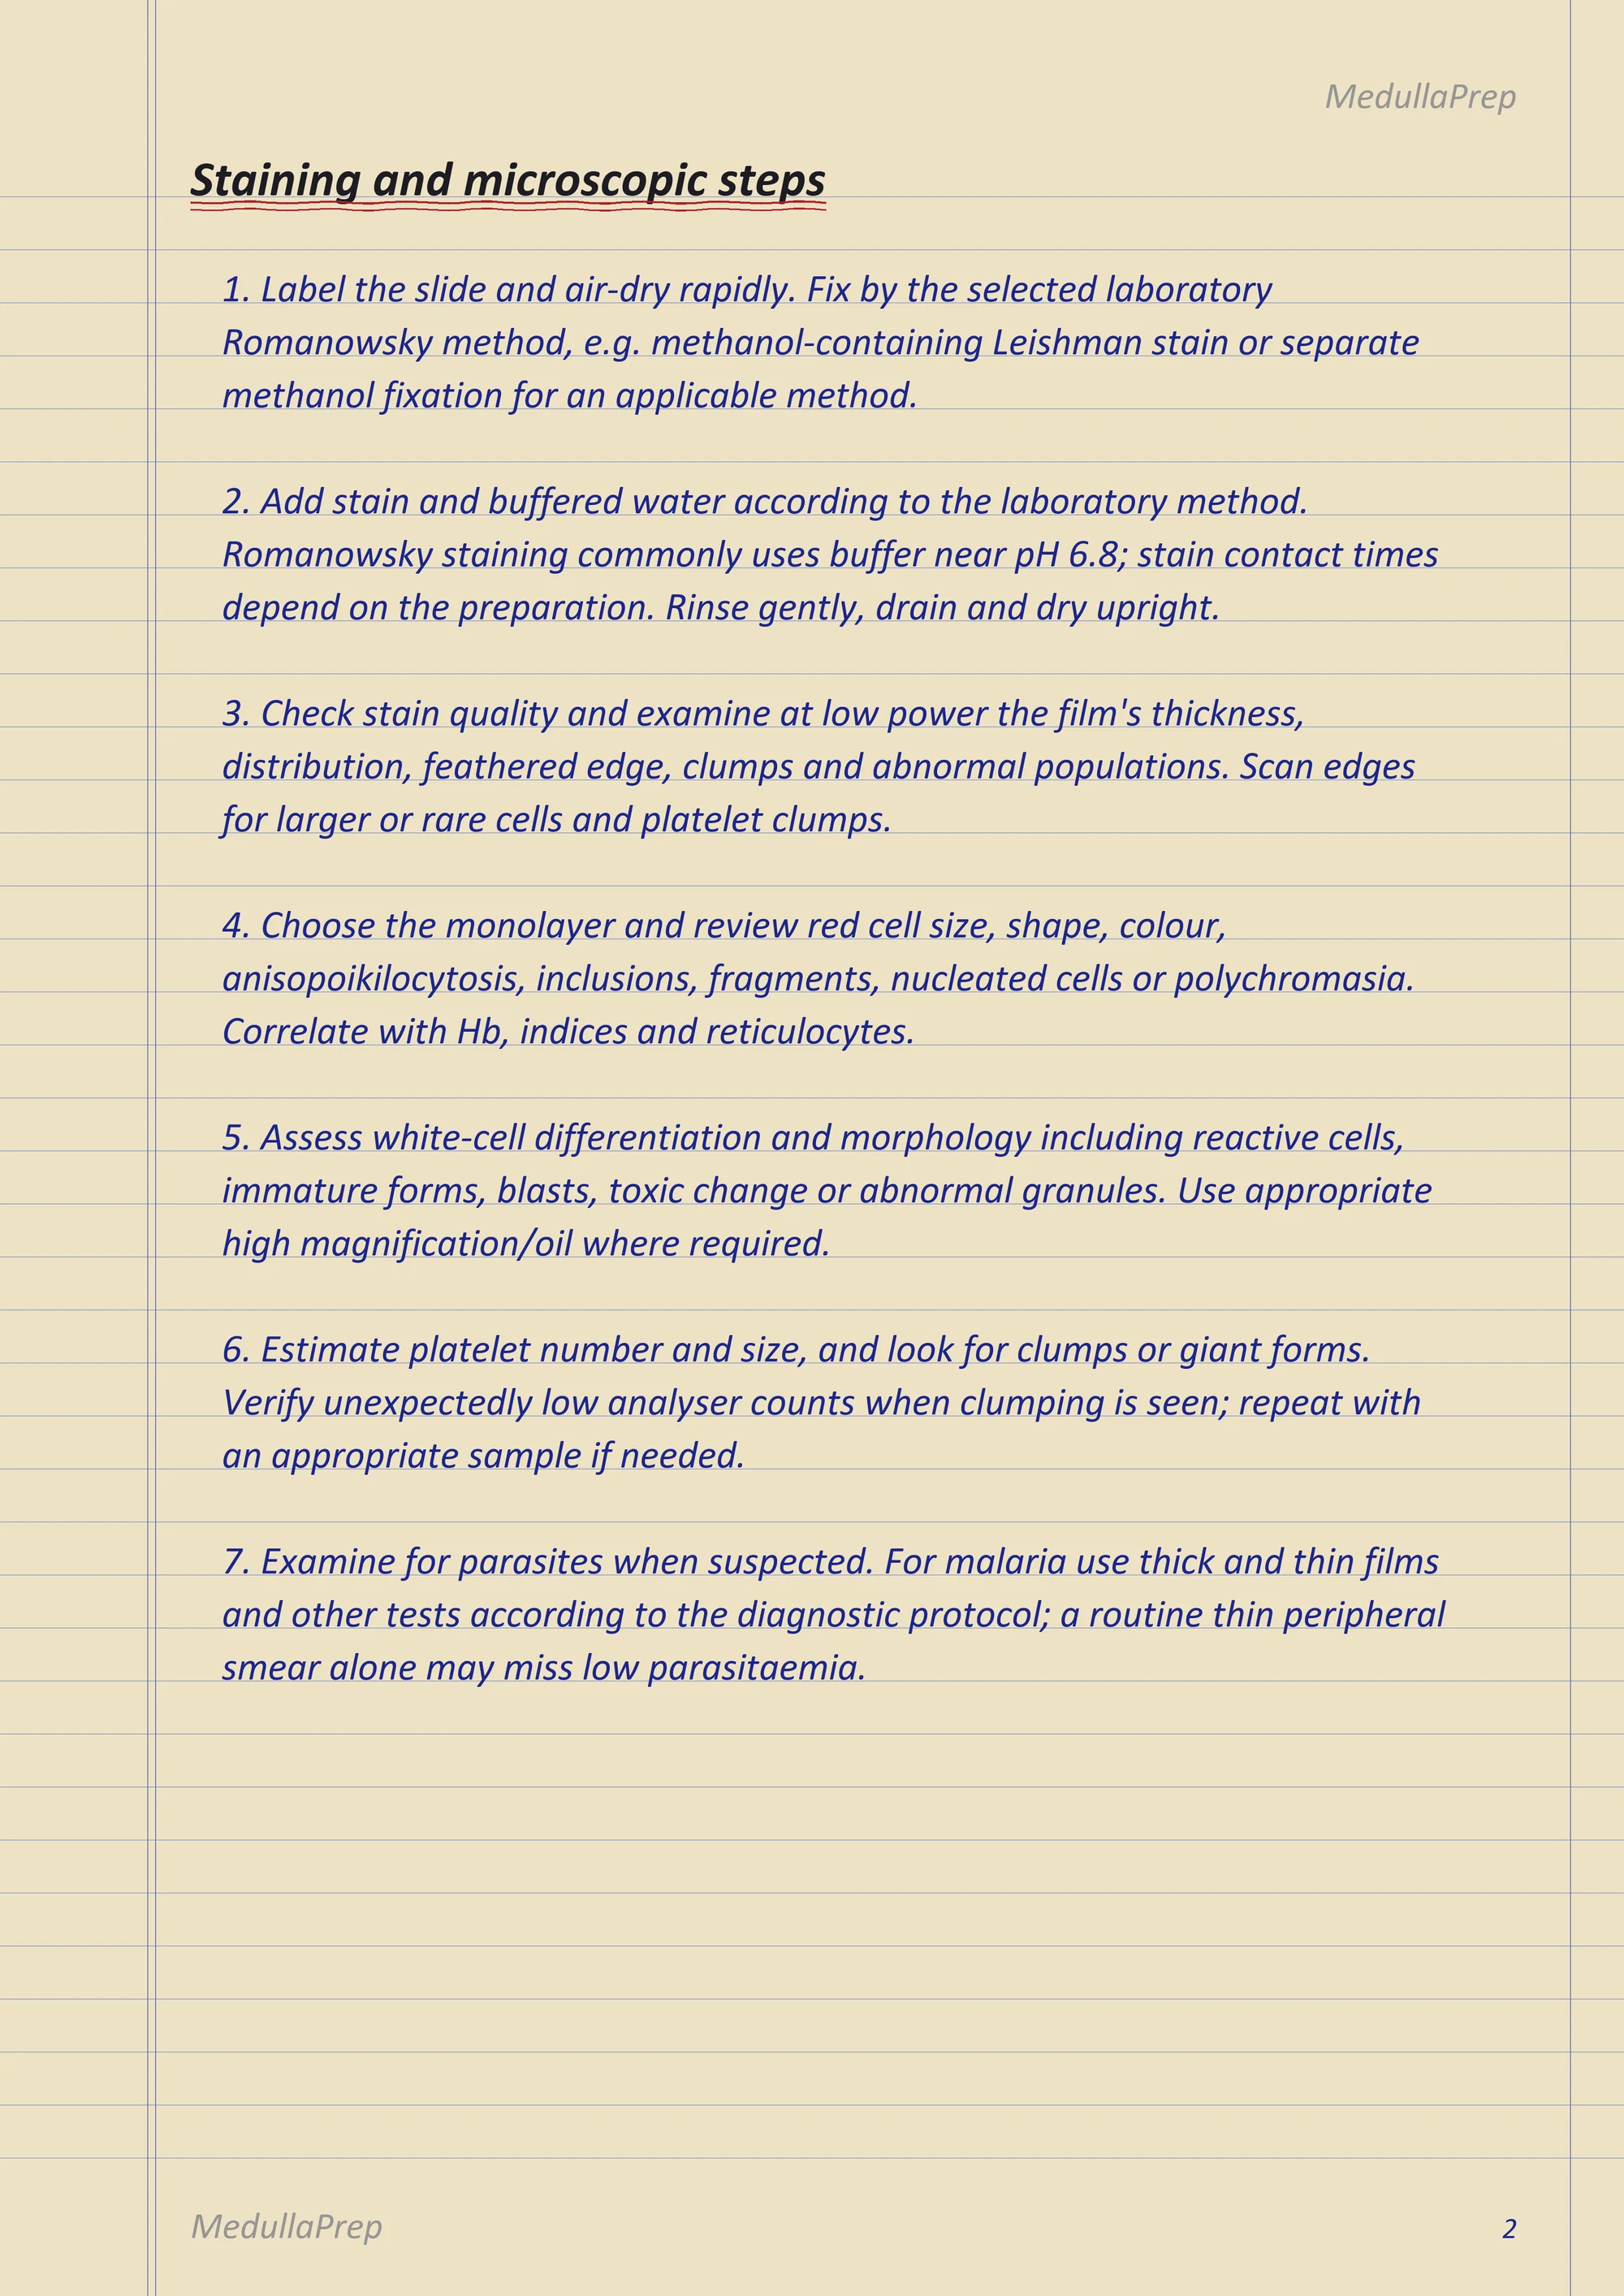 MedullaPrep
Staining and microscopic steps
1. Label the slide and air-dry rapidly. Fix by the selected laboratory
Romanowsky method, e.g. methanol-containing Leishman stain or separate
methanol fixation for an applicable method.
2. Add stain and buffered water according to the laboratory method.
Romanowsky staining commonly uses buffer near pH 6.8; stain contact times
depend on the preparation. Rinse gently, drain and dry upright.
3. Check stain quality and examine at low power the film's thickness,
distribution, feathered edge, clumps and abnormal populations. Scan edges
for larger or rare cells and platelet clumps.
4. Choose the monolayer and review red cell size, shape, colour,
anisopoikilocytosis, inclusions, fragments, nucleated cells or polychromasia.
Correlate with Hb, indices and reticulocytes.
5. Assess white-cell differentiation and morphology including reactive cells,
immature forms, blasts, toxic change or abnormal granules. Use appropriate
high magnification/oil where required.
6. Estimate platelet number and size, and look for clumps or giant forms.
Verify unexpectedly low analyser counts when clumping is seen; repeat with
an appropriate sample if needed.
7. Examine for parasites when suspected. For malaria use thick and thin films
and other tests according to the diagnostic protocol; a routine thin peripheral
smear alone may miss low parasitaemia.
MedullaPrep
2